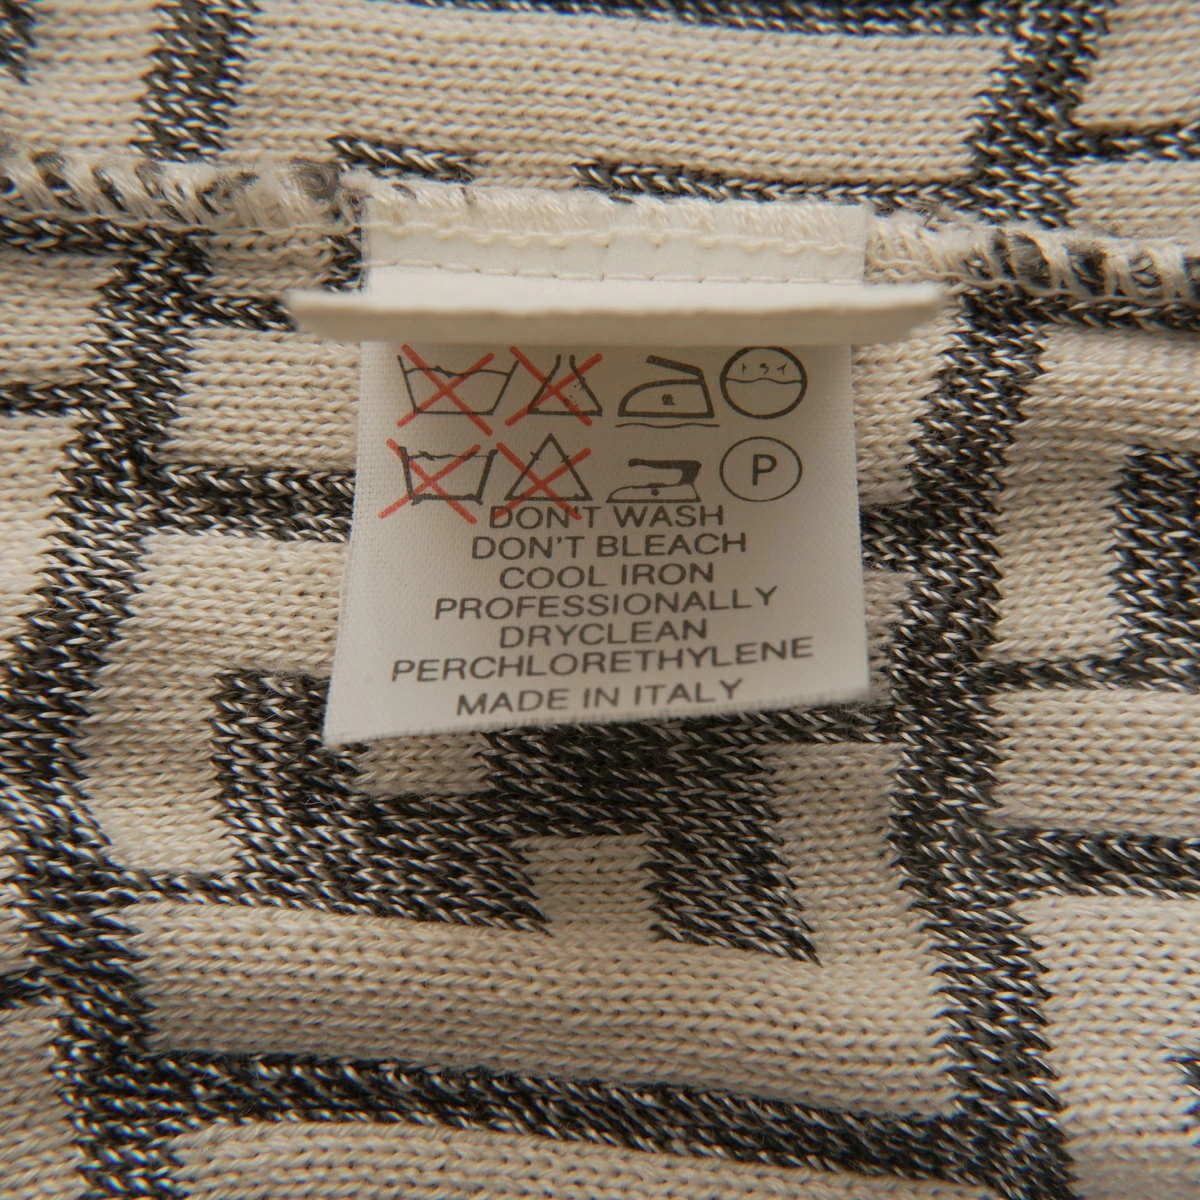 ドライ
P
DON'T WASH
DON'T BLEACH
COOL IRON
PROFESSIONALLY
DRYCLEAN
PERCHLORETHYLENE
MADE IN ITALY